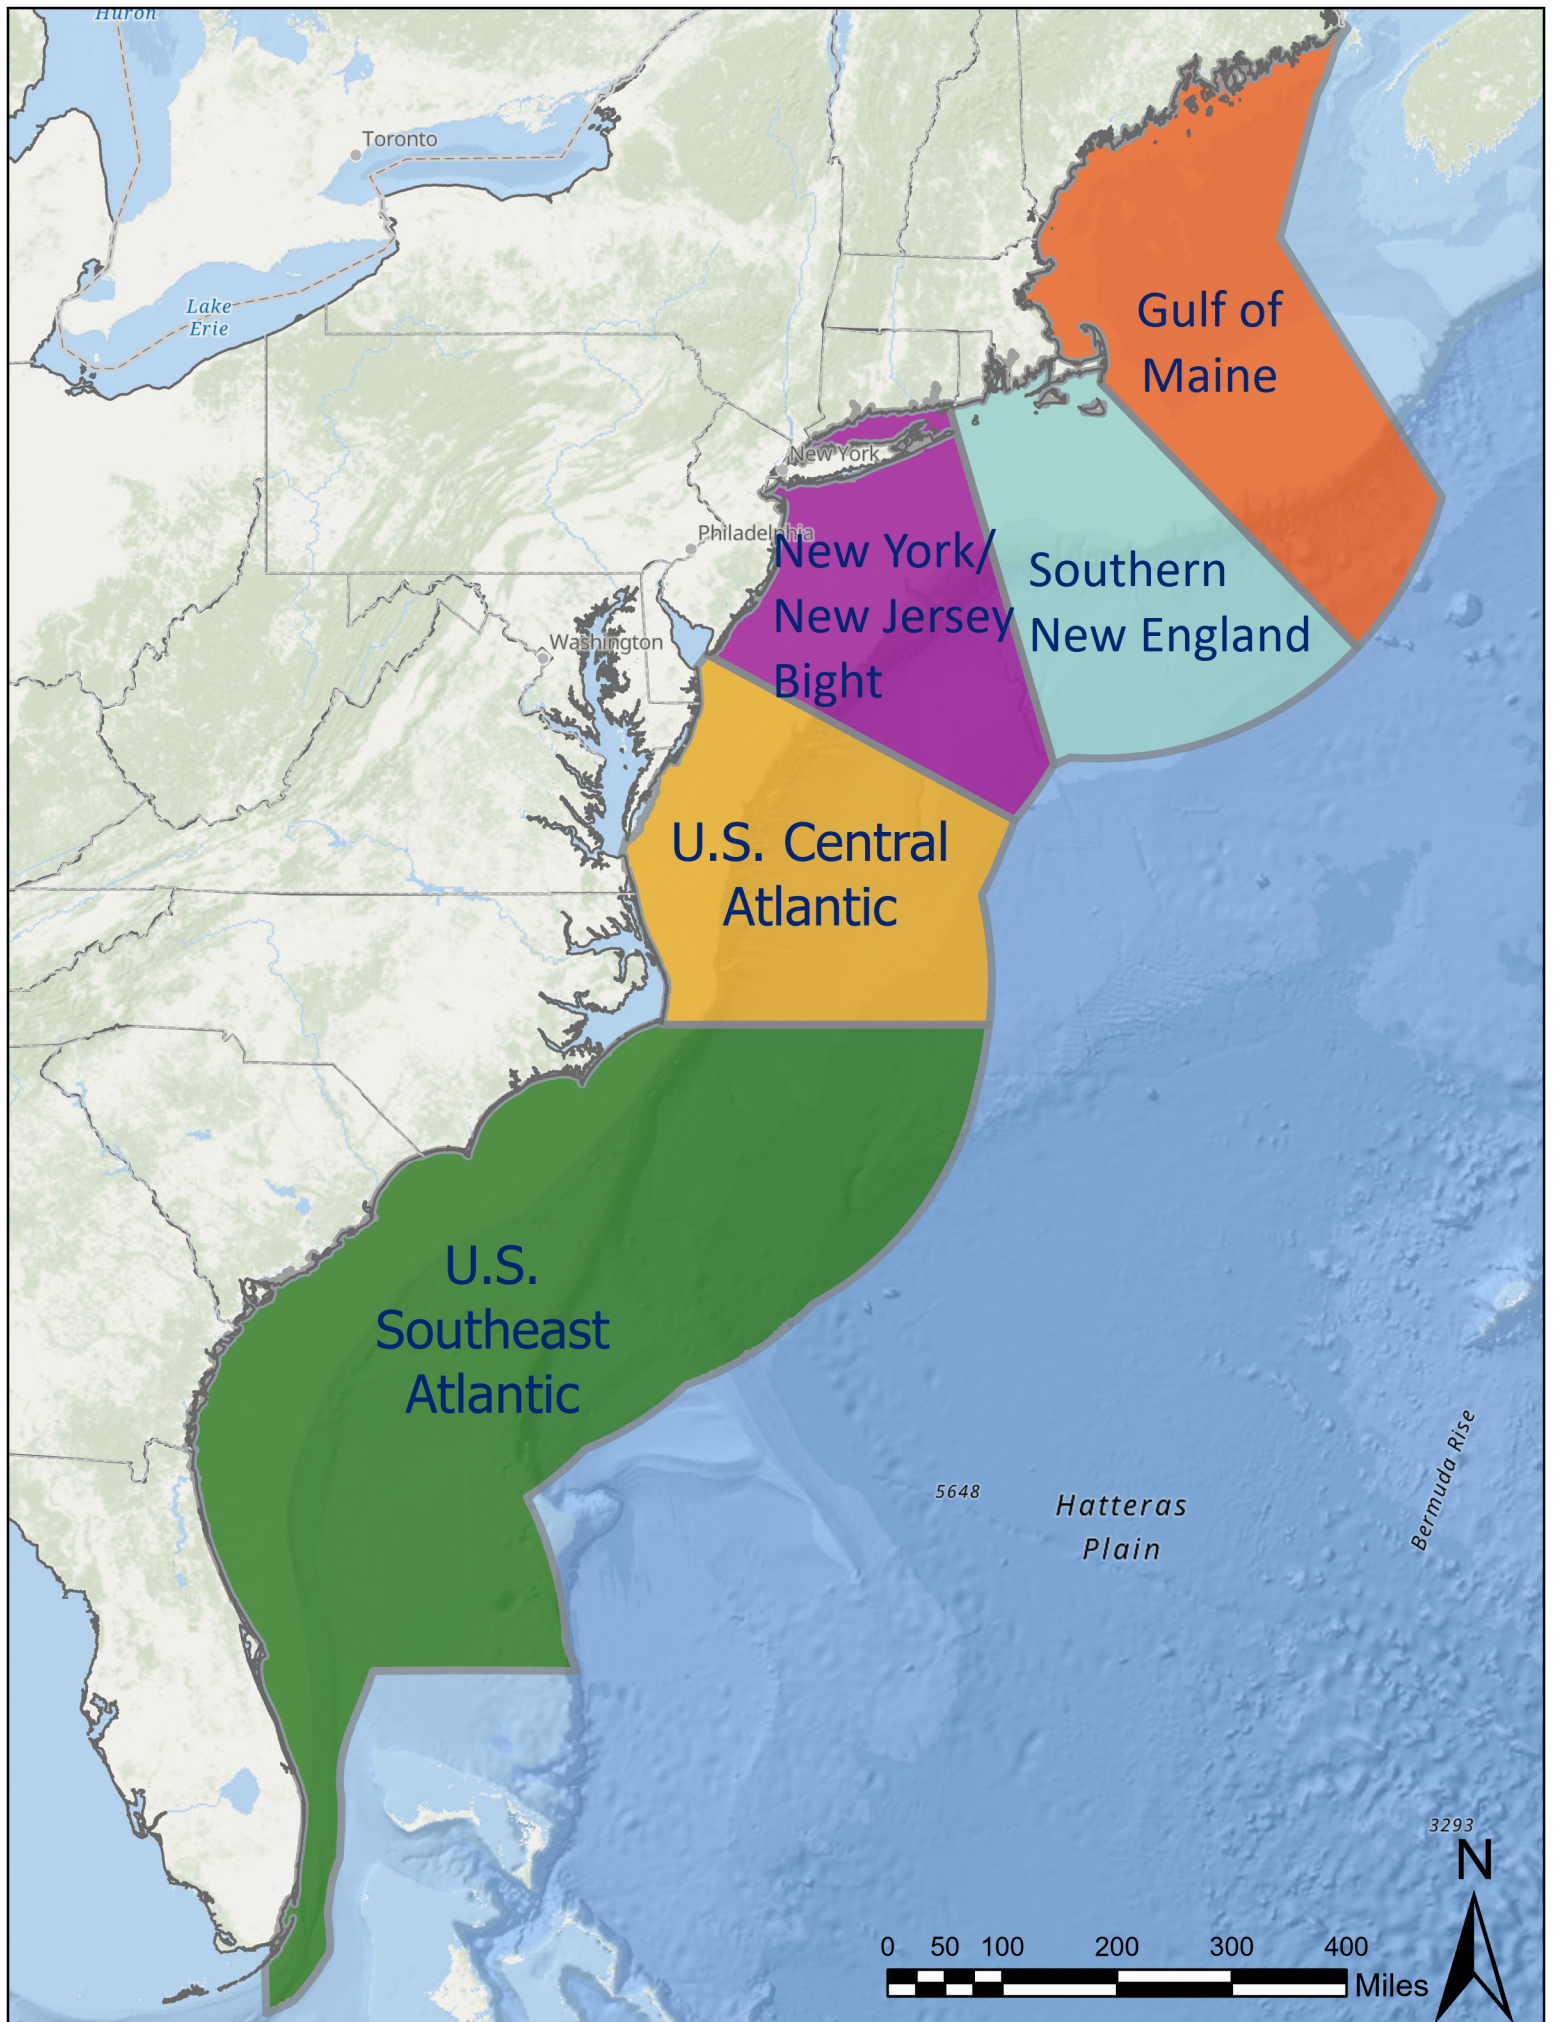 Huron
Toronto
Lake
Erie
Gulf of
Maine
New York
Philadelphia
New York/
New Jersey
Bight
Southern
New England
Washington
U.S. Central
Atlantic
U.S.
Southeast
Atlantic
5648
Hatteras
Plain
Bermuda Rise
3293
N
0 50 100 200 300 400
Miles